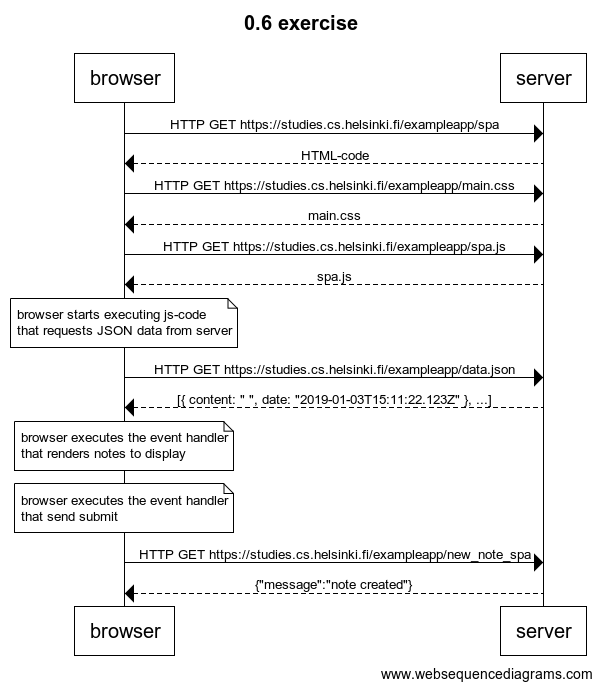 0.6 exercise
browser
server
HTTP GET https://studies.cs.helsinki.fi/exampleapp/spa
HTML-code
HTTP GET https://studies.cs.helsinki.fi/exampleapp/main.css
main.css
HTTP GET https://studies.cs.helsinki.fi/exampleapp/spa.js
spa.js
browser starts executing js-code
that requests JSON data from server
HTTP GET https://studies.cs.helsinki.fi/exampleapp/data.json
[{ content: " ", date: "2019-01-03T15:11:22.123Z" }, ...]
browser executes the event handler
that renders notes to display
browser executes the event handler
that send submit
HTTP GET https://studies.cs.helsinki.fi/exampleapp/new_note_spa
{"message":"note created"}
browser
server
www.websequencediagrams.com